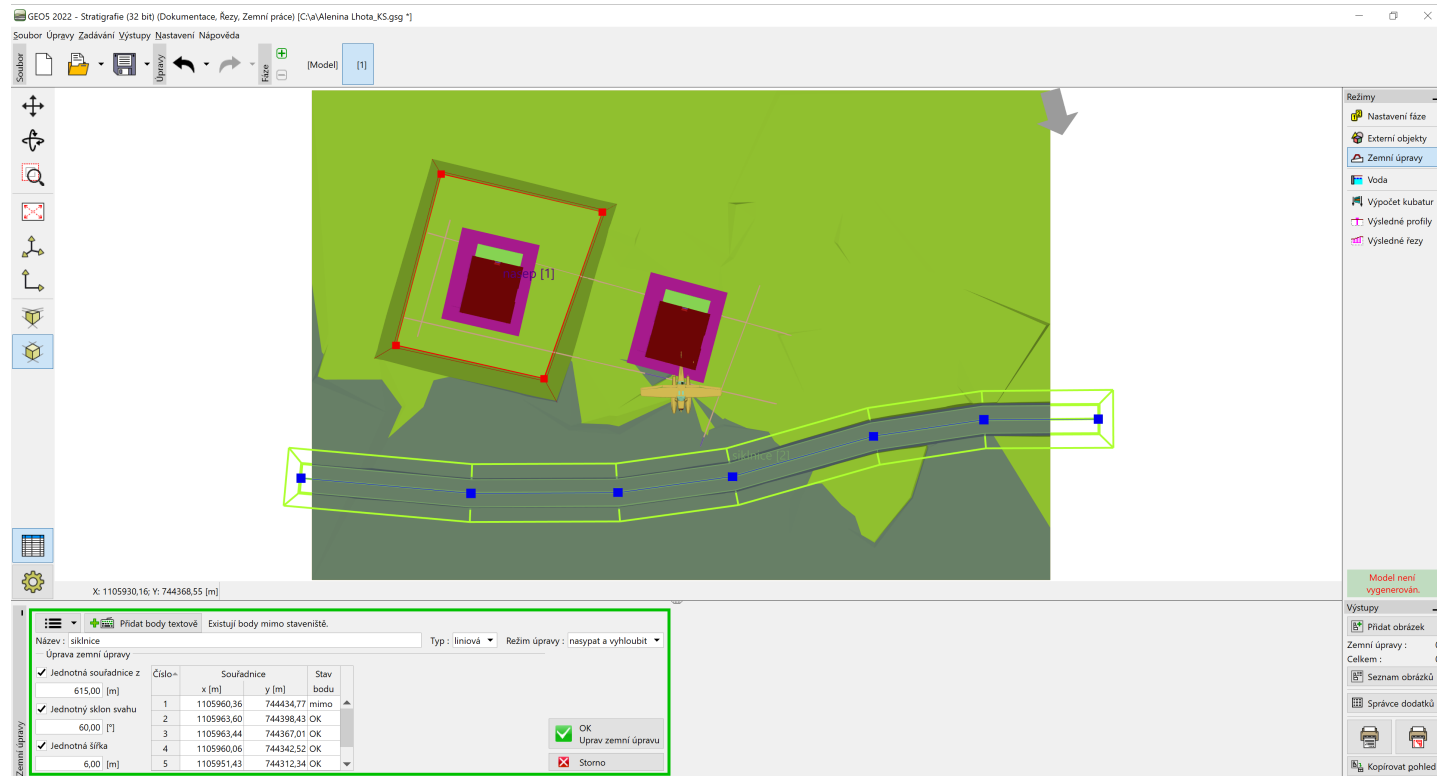 GEO5 2022 - Stratigrafie (32 bit) (Dokumentace, Řezy, Zemní práce) [C:\a\Alenina Lhota_KS.gsg *]
Soubor Úpravy Zadávání Výstupy Nastavení Nápověda
Soubor
Úpravy
Fáze
[Model]
[1]
Režimy
Nastavení fáze
Externí objekty
Zemní úpravy
Voda
Výpočet kubatur
Výsledné profily
Výsledné řezy
[1]
siklnice [2]
X: 1105930,16; Y: 744368,55 [m]
Model není
vygenerován.
Přidat body textově
Existují body mimo staveniště.
Název : siklnice
Typ : liniová
Režim úpravy : nasypat a vyhloubit
Úprava zemní úpravy
Jednotná souřadnice z
615,00 [m]
Jednotný sklon svahu
60,00 [°]
Jednotná šířka
6,00 [m]
Číslo Souřadnice Stav
x [m] y [m] bodu
1 1105960,36 744434,77 mimo
2 1105963,60 744398,43 OK
3 1105963,44 744367,01 OK
4 1105960,06 744342,52 OK
5 1105951,43 744312,34 OK
OK
Uprav zemní úpravu
Storno
Zemní úpravy
Výstupy
Přidat obrázek
Zemní úpravy :
Celkem :
Seznam obrázků
Správce dodatků
Kopírovat pohled